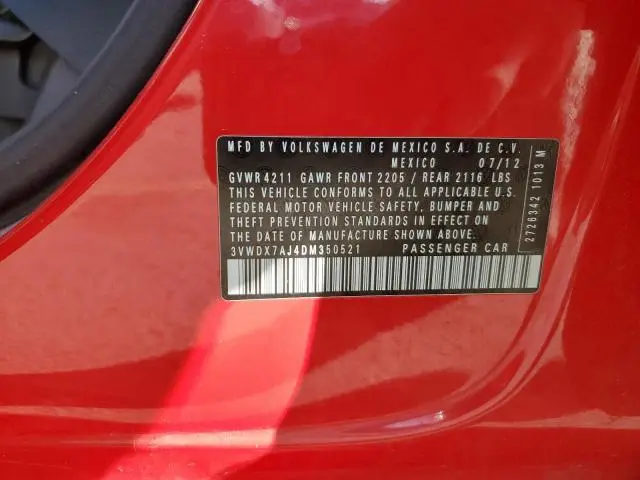 MFD BY VOLKSWAGEN DE MEXICO S.A. DE C.V.
MEXICO 07/12
GVWR 4211 GAWR FRONT 2205 / REAR 2116 LBS
THIS VEHICLE CONFORMS TO ALL APPLICABLE U.S.
FEDERAL MOTOR VEHICLE SAFETY, BUMPER AND
THEFT PREVENTION STANDARDS IN EFFECT ON
THE DATE OF MANUFACTURE SHOWN ABOVE.
3VWDX7AJ4DM350521 PASSENGER CAR
2726342 1013 M